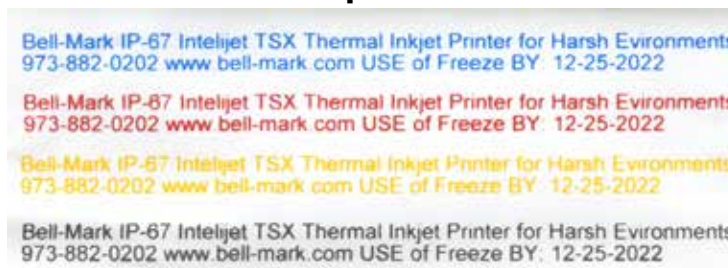 Bell-Mark IP-67 Intelijet TSX Thermal Inkjet Printer for Harsh Evironments
973-882-0202 www.bell-mark.com USE of Freeze BY: 12-25-2022
Bell-Mark IP-67 Intelijet TSX Thermal Inkjet Printer for Harsh Evironments
973-882-0202 www.bell-mark.com USE of Freeze BY: 12-25-2022
Bell-Mark IP-67 Intelijet TSX Thermal Inkjet Printer for Harsh Evironments
973-882-0202 www.bell-mark.com USE of Freeze BY: 12-25-2022
Bell-Mark IP-67 Intelijet TSX Thermal Inkjet Printer for Harsh Evironments
973-882-0202 www.bell-mark.com USE of Freeze BY: 12-25-2022